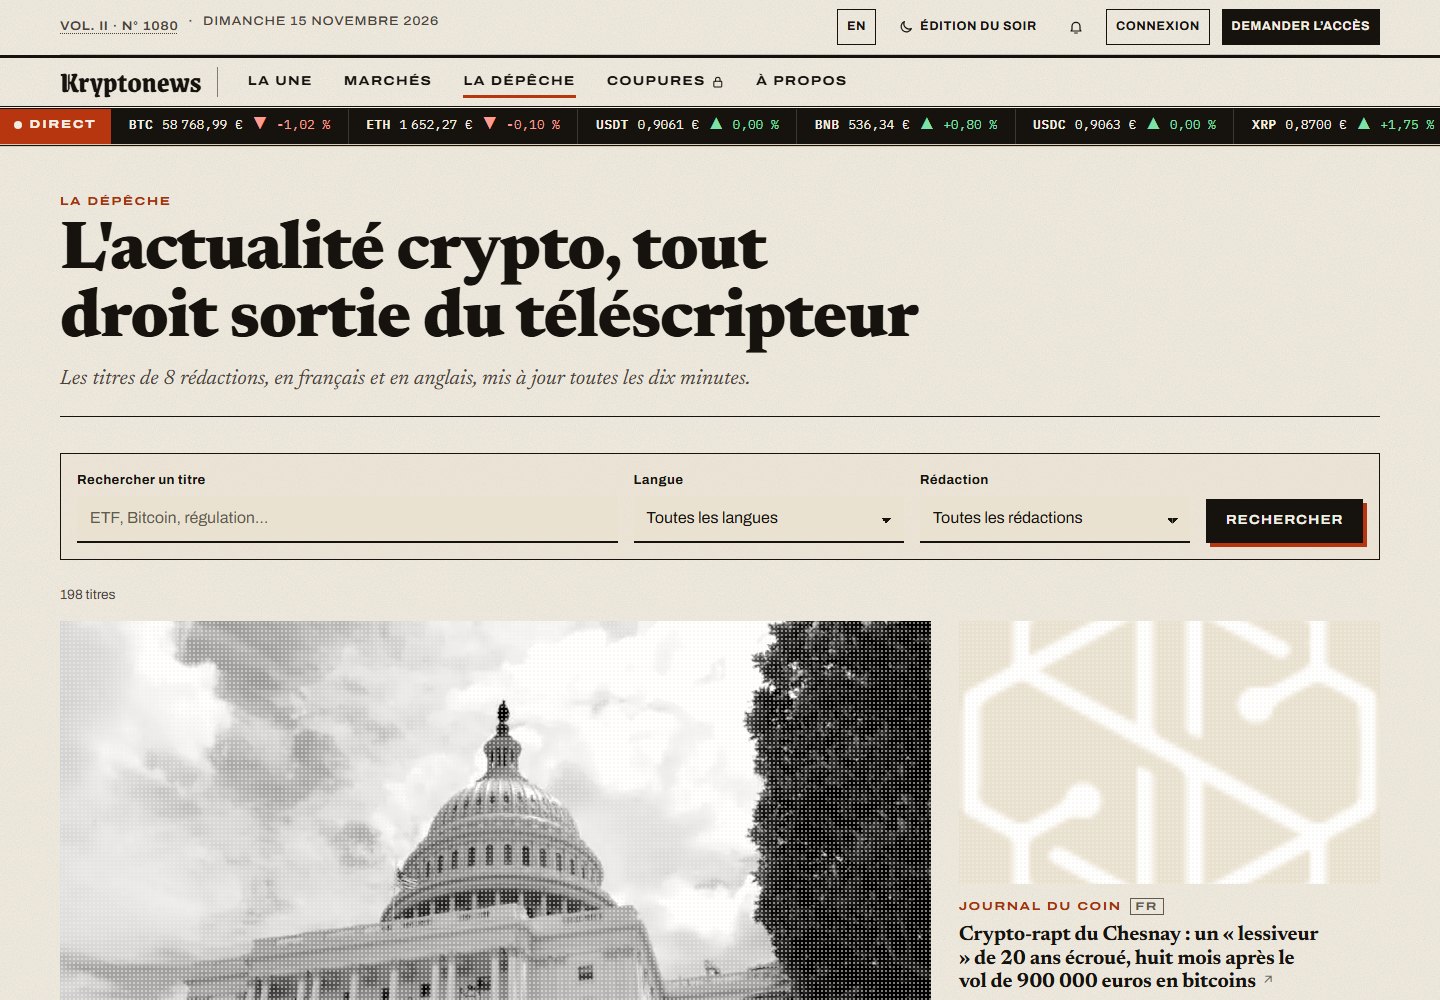 VOL. II · N° 1080 · DIMANCHE 15 NOVEMBRE 2026
EN
ÉDITION DU SOIR
CONNEXION
DEMANDER L'ACCÈS
Kryptonews
LA UNE
MARCHÉS
LA DÉPÊCHE
COUPURES
À PROPOS
DIRECT
BTC 58 768,99 € ▼ -1,02 %
ETH 1 652,27 € ▼ -0,10 %
USDT 0,9061 € ▲ 0,00 %
BNB 536,34 € ▲ +0,80 %
USDC 0,9063 € ▲ 0,00 %
XRP 0,8700 € ▲ +1,75 %
LA DÉPÊCHE
L'actualité crypto, tout
droit sortie du téléscripteur
Les titres de 8 rédactions, en français et en anglais, mis à jour toutes les dix minutes.
Rechercher un titre
ETF, Bitcoin, régulation…
Langue
Toutes les langues
Rédaction
Toutes les rédactions
RECHERCHER
198 titres
JOURNAL DU COIN FR
Crypto-rapt du Chesnay : un « lessiveur
» de 20 ans écroué, huit mois après le
vol de 900 000 euros en bitcoins ↗